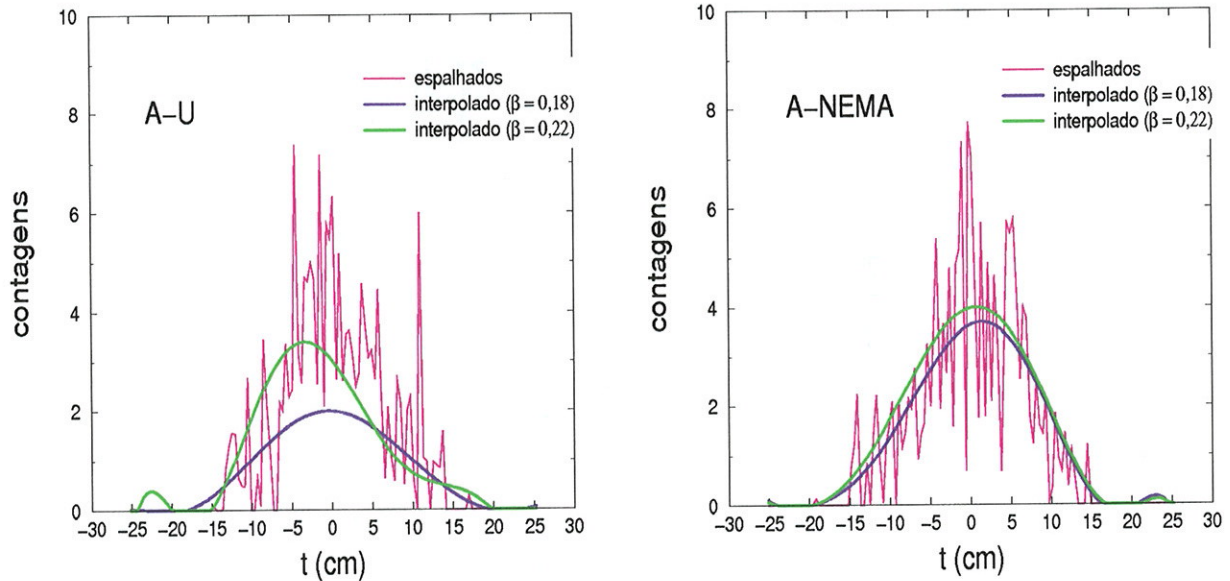 10
8
6
4
2
0
contagens
A–U
espalhados
interpolado (β = 0,18)
interpolado (β = 0,22)
−30 −25 −20 −15 −10 −5 0 5 10 15 20 25 30
t (cm)
10
8
6
4
2
0
contagens
A–NEMA
espalhados
interpolado (β = 0,18)
interpolado (β = 0,22)
−30 −25 −20 −15 −10 −5 0 5 10 15 20 25 30
t (cm)